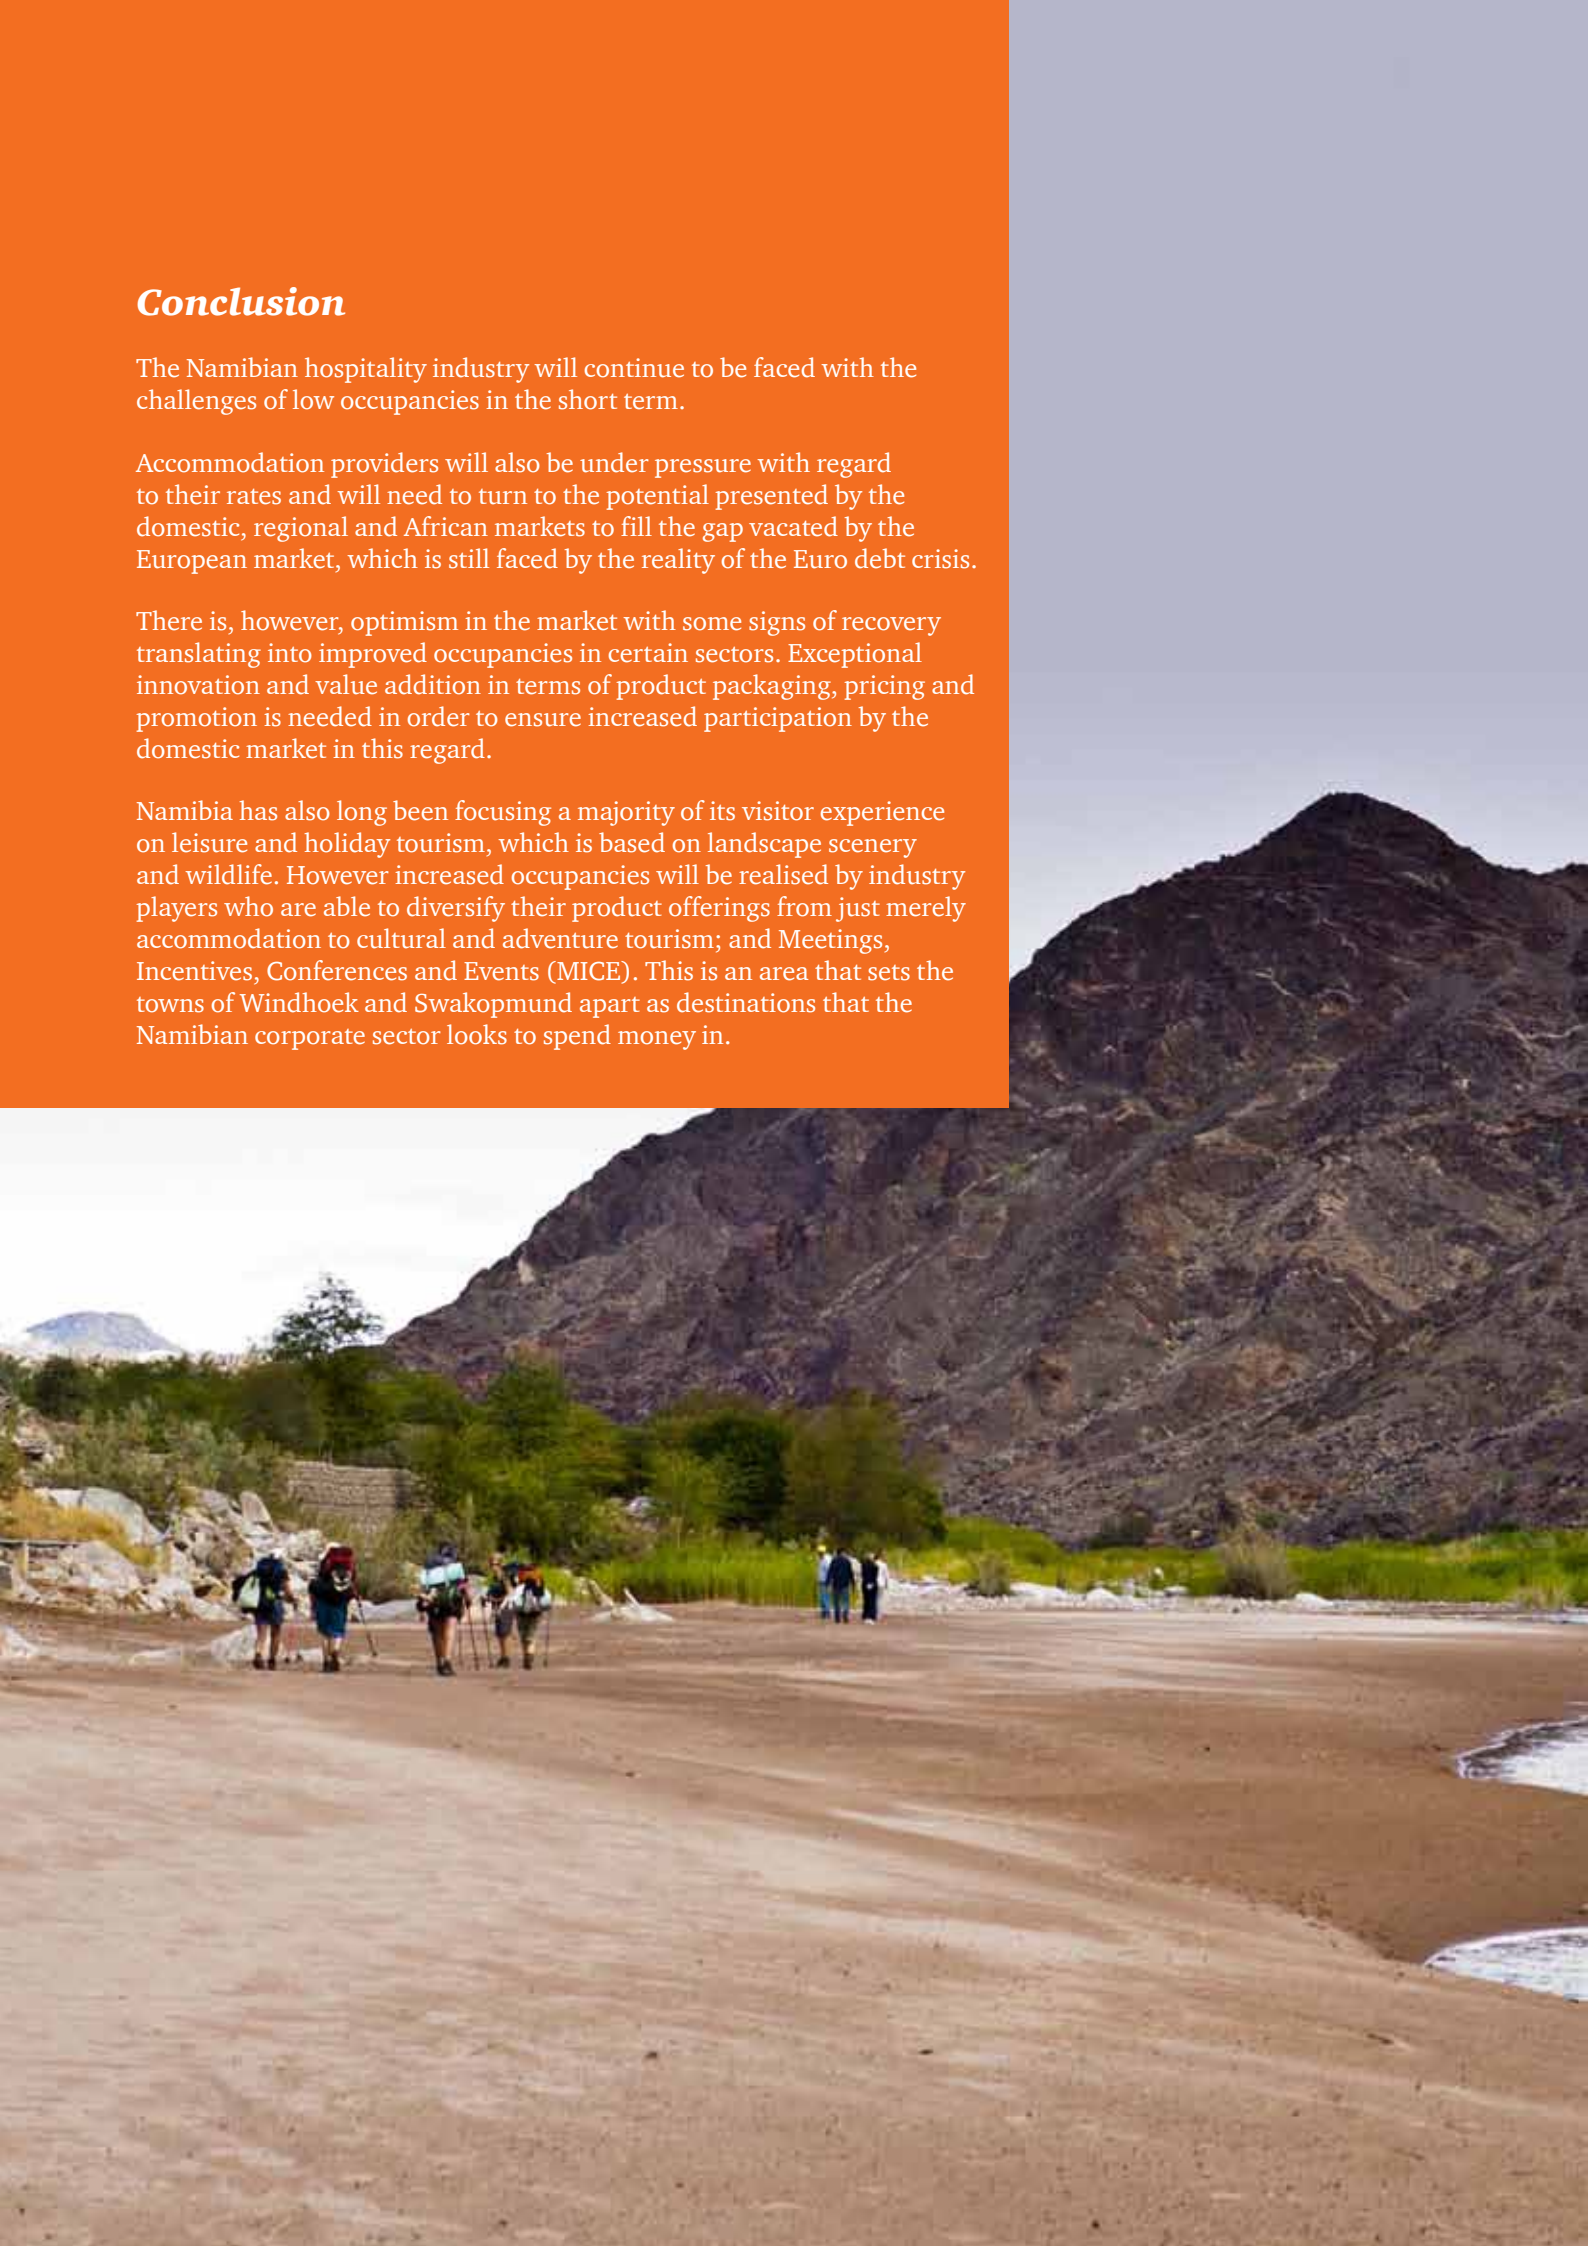 Conclusion
The Namibian hospitality industry will continue to be faced with the
challenges of low occupancies in the short term.
Accommodation providers will also be under pressure with regard
to their rates and will need to turn to the potential presented by the
domestic, regional and African markets to fill the gap vacated by the
European market, which is still faced by the reality of the Euro debt crisis.
There is, however, optimism in the market with some signs of recovery
translating into improved occupancies in certain sectors. Exceptional
innovation and value addition in terms of product packaging, pricing and
promotion is needed in order to ensure increased participation by the
domestic market in this regard.
Namibia has also long been focusing a majority of its visitor experience
on leisure and holiday tourism, which is based on landscape scenery
and wildlife. However increased occupancies will be realised by industry
players who are able to diversify their product offerings from just merely
accommodation to cultural and adventure tourism; and Meetings,
Incentives, Conferences and Events (MICE). This is an area that sets the
towns of Windhoek and Swakopmund apart as destinations that the
Namibian corporate sector looks to spend money in.